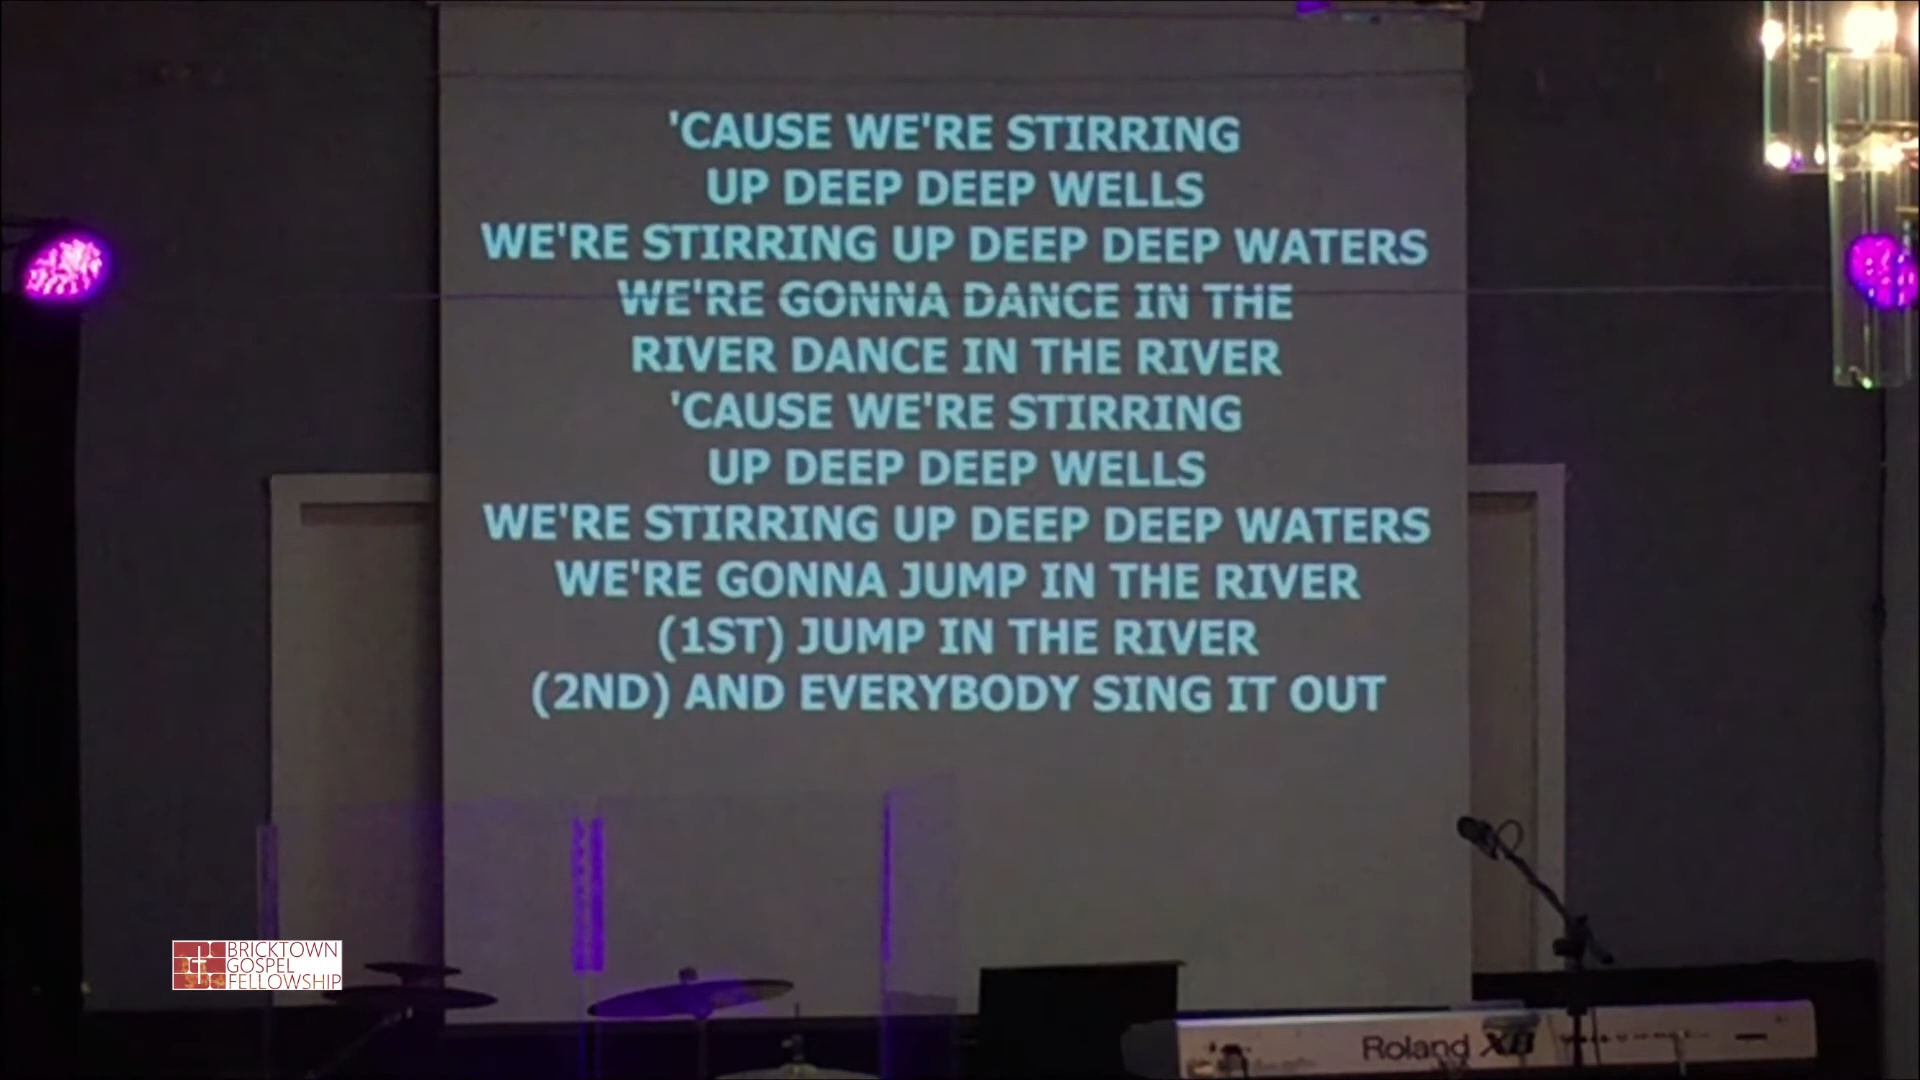 'CAUSE WE'RE STIRRING
UP DEEP DEEP WELLS
WE'RE STIRRING UP DEEP DEEP WATERS
WE'RE GONNA DANCE IN THE
RIVER DANCE IN THE RIVER
'CAUSE WE'RE STIRRING
UP DEEP DEEP WELLS
WE'RE STIRRING UP DEEP DEEP WATERS
WE'RE GONNA JUMP IN THE RIVER
(1ST) JUMP IN THE RIVER
(2ND) AND EVERYBODY SING IT OUT
BRICKTOWN
GOSPEL
FELLOWSHIP
Roland X8